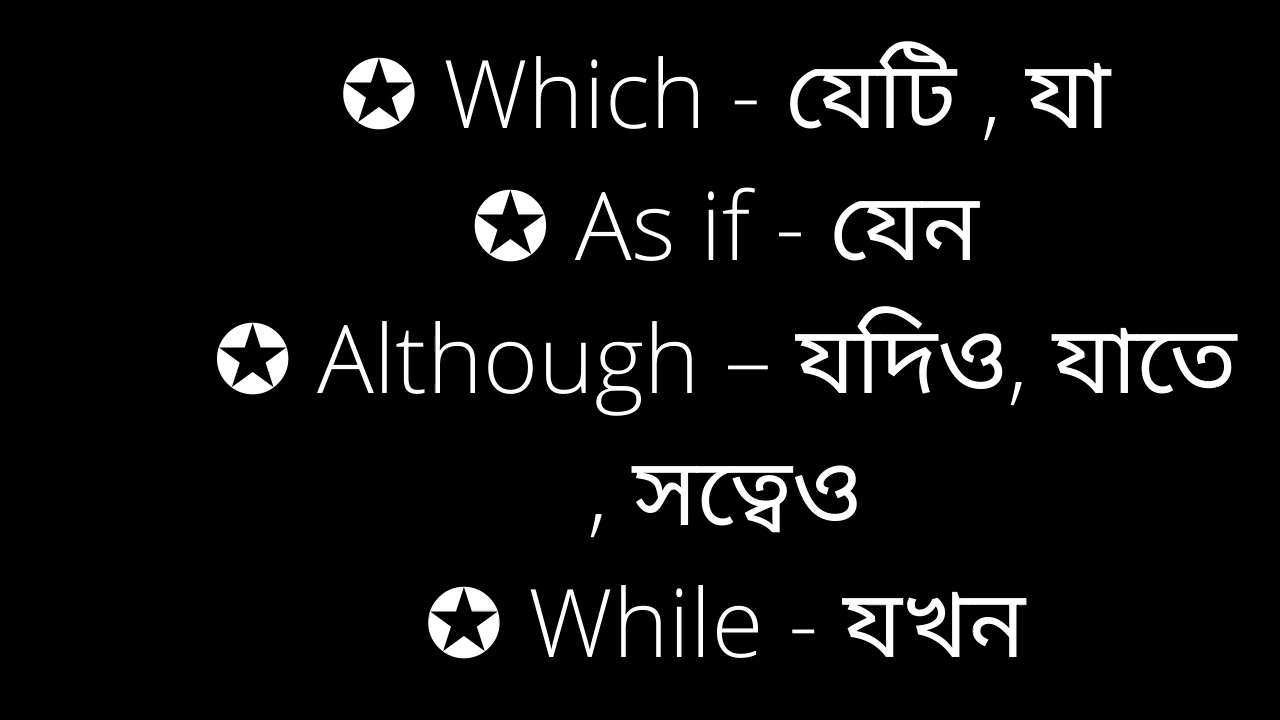 ✪ Which - যেটি , যা
✪ As if - যেন
✪ Although – যদিও, যাতে
, সত্বেও
✪ While - যখন